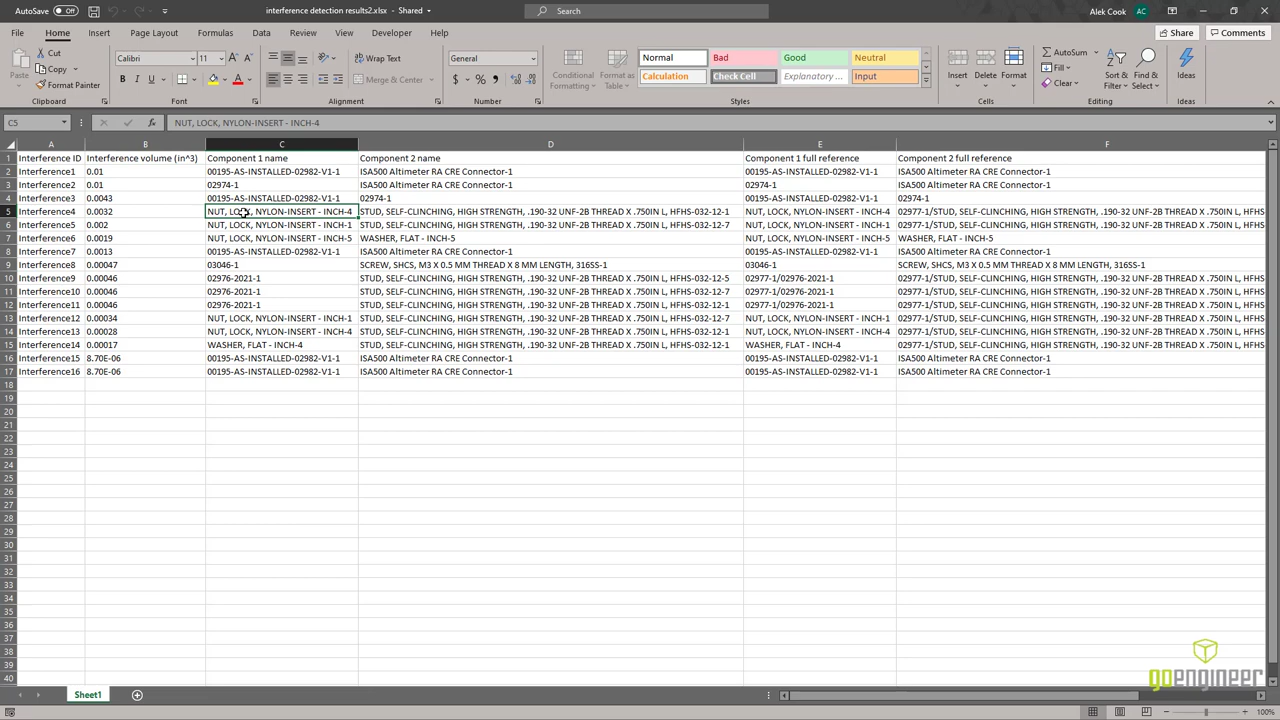 AutoSave Off interference detection results2.xlsx - Shared Search Alek Cook AC
File Home Insert Page Layout Formulas Data Review View Developer Help Share Comments
Paste Cut Copy Format Painter Clipboard
Calibri 11 B I U A Font
Wrap Text Merge & Center Alignment
General $ % Number
Conditional Formatting Format as Table Normal Bad Good Neutral Calculation Check Cell Explanatory ... Input Styles
Insert Delete Format Cells
AutoSum Fill Clear Sort & Filter Find & Select Editing
Ideas Ideas
C5 fx NUT, LOCK, NYLON-INSERT - INCH-4
A B C D E F
1 Interference ID Interference volume (in^3) Component 1 name Component 2 name Component 1 full reference Component 2 full reference
2 Interference1 0.01 00195-AS-INSTALLED-02982-V1-1 ISA500 Altimeter RA CRE Connector-1 00195-AS-INSTALLED-02982-V1-1 ISA500 Altimeter RA CRE Connector-1
3 Interference2 0.01 02974-1 ISA500 Altimeter RA CRE Connector-1 02974-1 ISA500 Altimeter RA CRE Connector-1
4 Interference3 0.0043 00195-AS-INSTALLED-02982-V1-1 02974-1 00195-AS-INSTALLED-02982-V1-1 02974-1
5 Interference4 0.0032 NUT, LOCK, NYLON-INSERT - INCH-4 STUD, SELF-CLINCHING, HIGH STRENGTH, .190-32 UNF-2B THREAD X .750IN L, HFHS-032-12-1 NUT, LOCK, NYLON-INSERT - INCH-4 02977-1/STUD, SELF-CLINCHING, HIGH STRENGTH, .190-32 UNF-2B THREAD X .750IN L, HFHS
6 Interference5 0.002 NUT, LOCK, NYLON-INSERT - INCH-1 STUD, SELF-CLINCHING, HIGH STRENGTH, .190-32 UNF-2B THREAD X .750IN L, HFHS-032-12-7 NUT, LOCK, NYLON-INSERT - INCH-1 02977-1/STUD, SELF-CLINCHING, HIGH STRENGTH, .190-32 UNF-2B THREAD X .750IN L, HFHS
7 Interference6 0.0019 NUT, LOCK, NYLON-INSERT - INCH-5 WASHER, FLAT - INCH-5 NUT, LOCK, NYLON-INSERT - INCH-5 WASHER, FLAT - INCH-5
8 Interference7 0.0013 00195-AS-INSTALLED-02982-V1-1 ISA500 Altimeter RA CRE Connector-1 00195-AS-INSTALLED-02982-V1-1 ISA500 Altimeter RA CRE Connector-1
9 Interference8 0.00047 03046-1 SCREW, SHCS, M3 X 0.5 MM THREAD X 8 MM LENGTH, 316SS-1 03046-1 SCREW, SHCS, M3 X 0.5 MM THREAD X 8 MM LENGTH, 316SS-1
10 Interference9 0.00046 02976-2021-1 STUD, SELF-CLINCHING, HIGH STRENGTH, .190-32 UNF-2B THREAD X .750IN L, HFHS-032-12-5 02977-1/02976-2021-1 02977-1/STUD, SELF-CLINCHING, HIGH STRENGTH, .190-32 UNF-2B THREAD X .750IN L, HFHS
11 Interference10 0.00046 02976-2021-1 STUD, SELF-CLINCHING, HIGH STRENGTH, .190-32 UNF-2B THREAD X .750IN L, HFHS-032-12-7 02977-1/02976-2021-1 02977-1/STUD, SELF-CLINCHING, HIGH STRENGTH, .190-32 UNF-2B THREAD X .750IN L, HFHS
12 Interference11 0.00046 02976-2021-1 STUD, SELF-CLINCHING, HIGH STRENGTH, .190-32 UNF-2B THREAD X .750IN L, HFHS-032-12-1 02977-1/02976-2021-1 02977-1/STUD, SELF-CLINCHING, HIGH STRENGTH, .190-32 UNF-2B THREAD X .750IN L, HFHS
13 Interference12 0.00034 NUT, LOCK, NYLON-INSERT - INCH-1 STUD, SELF-CLINCHING, HIGH STRENGTH, .190-32 UNF-2B THREAD X .750IN L, HFHS-032-12-7 NUT, LOCK, NYLON-INSERT - INCH-1 02977-1/STUD, SELF-CLINCHING, HIGH STRENGTH, .190-32 UNF-2B THREAD X .750IN L, HFHS
14 Interference13 0.00028 NUT, LOCK, NYLON-INSERT - INCH-4 STUD, SELF-CLINCHING, HIGH STRENGTH, .190-32 UNF-2B THREAD X .750IN L, HFHS-032-12-1 NUT, LOCK, NYLON-INSERT - INCH-4 02977-1/STUD, SELF-CLINCHING, HIGH STRENGTH, .190-32 UNF-2B THREAD X .750IN L, HFHS
15 Interference14 0.00017 WASHER, FLAT - INCH-4 STUD, SELF-CLINCHING, HIGH STRENGTH, .190-32 UNF-2B THREAD X .750IN L, HFHS-032-12-1 WASHER, FLAT - INCH-4 02977-1/STUD, SELF-CLINCHING, HIGH STRENGTH, .190-32 UNF-2B THREAD X .750IN L, HFHS
16 Interference15 8.70E-06 00195-AS-INSTALLED-02982-V1-1 ISA500 Altimeter RA CRE Connector-1 00195-AS-INSTALLED-02982-V1-1 ISA500 Altimeter RA CRE Connector-1
17 Interference16 8.70E-06 00195-AS-INSTALLED-02982-V1-1 ISA500 Altimeter RA CRE Connector-1 00195-AS-INSTALLED-02982-V1-1 ISA500 Altimeter RA CRE Connector-1
18
19
20
21
22
23
24
25
26
27
28
29
30
31
32
33
34
35
36
37
38
39
40
goengineer
Sheet1
100%